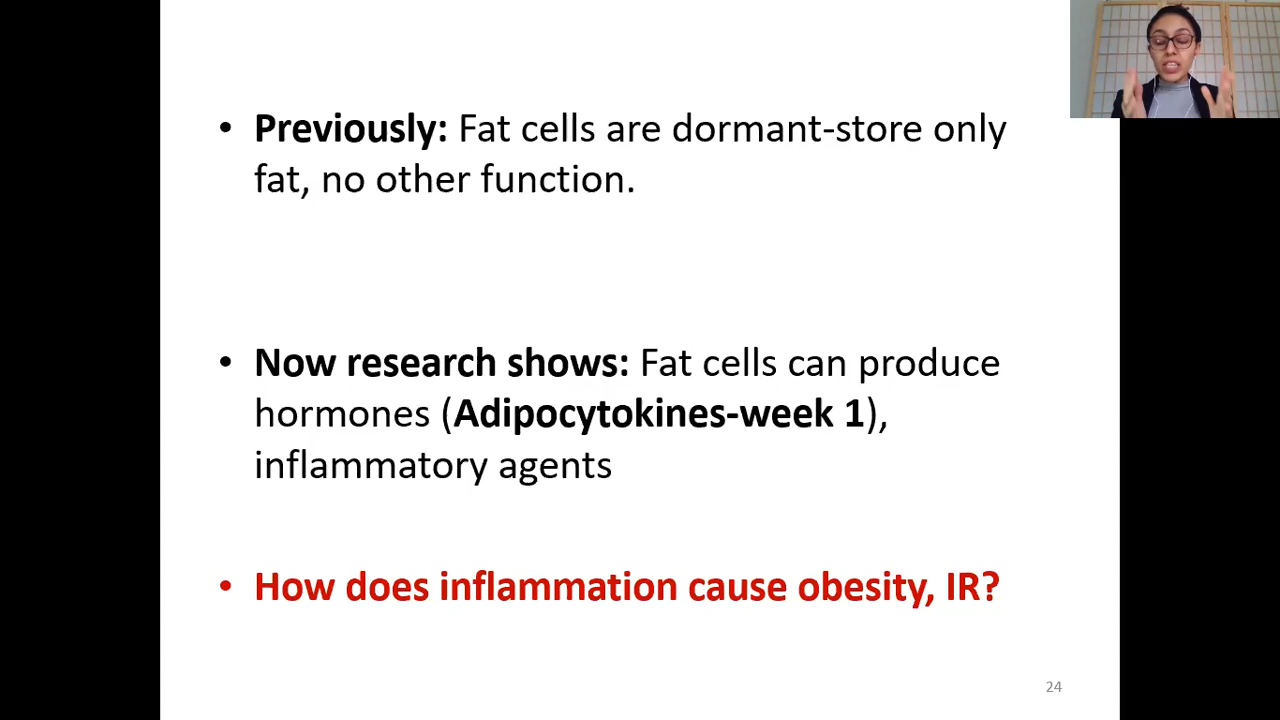 • Previously: Fat cells are dormant-store only
fat, no other function.
• Now research shows: Fat cells can produce
hormones (Adipocytokines-week 1),
inflammatory agents
• How does inflammation cause obesity, IR?
24